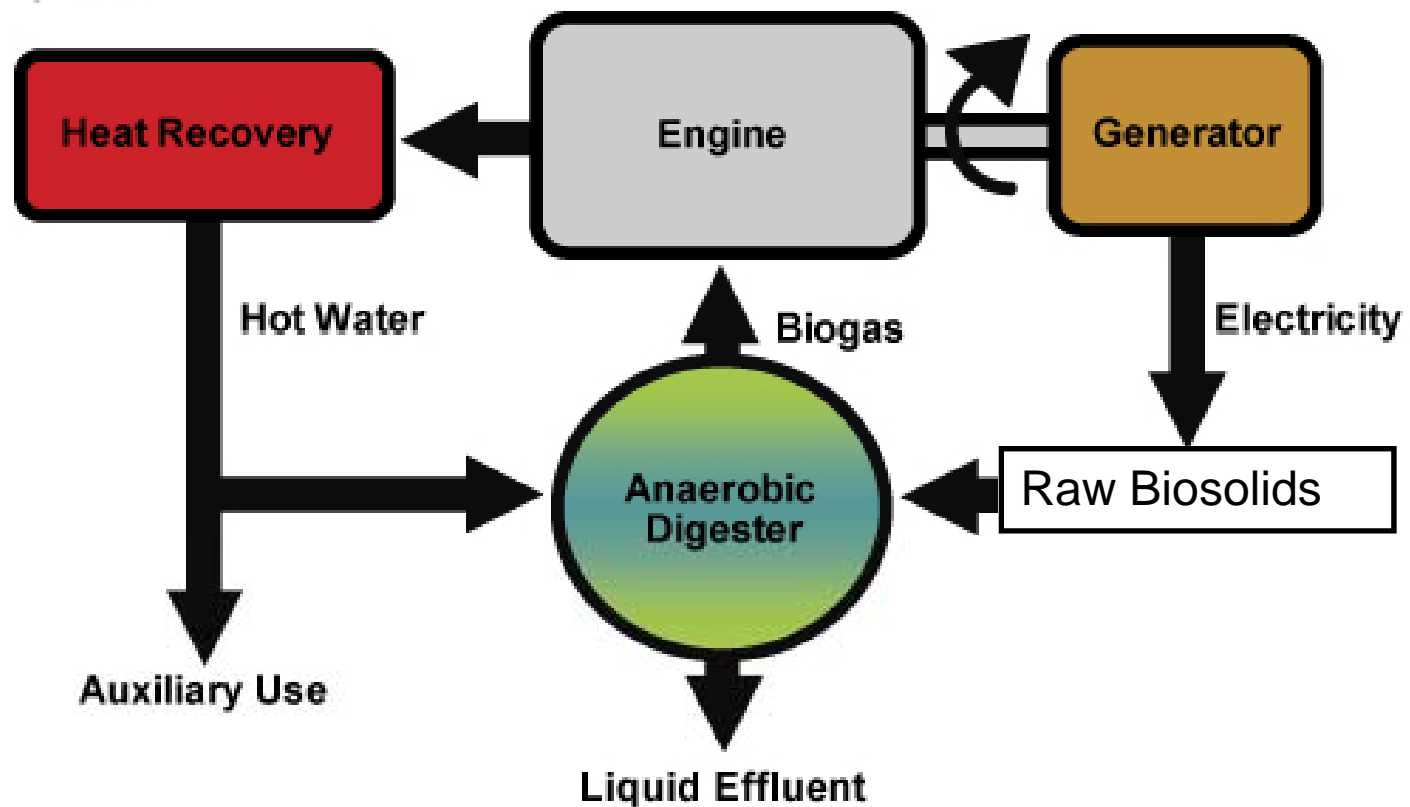 Heat Recovery
Engine
Generator
Hot Water
Biogas
Electricity
Anaerobic
Digester
Raw Biosolids
Auxiliary Use
Liquid Effluent